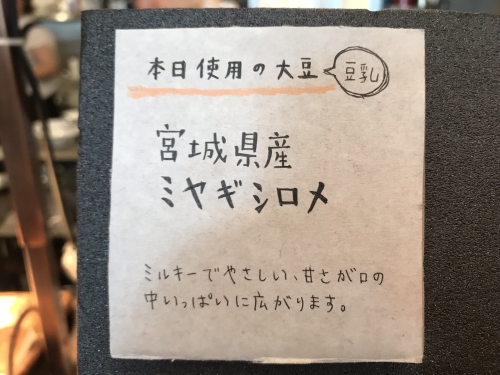 本日使用の大豆 豆乳
宮城県産
ミヤギシロメ
ミルキーでやさしい、甘さが口の
中いっぱいに広がります。